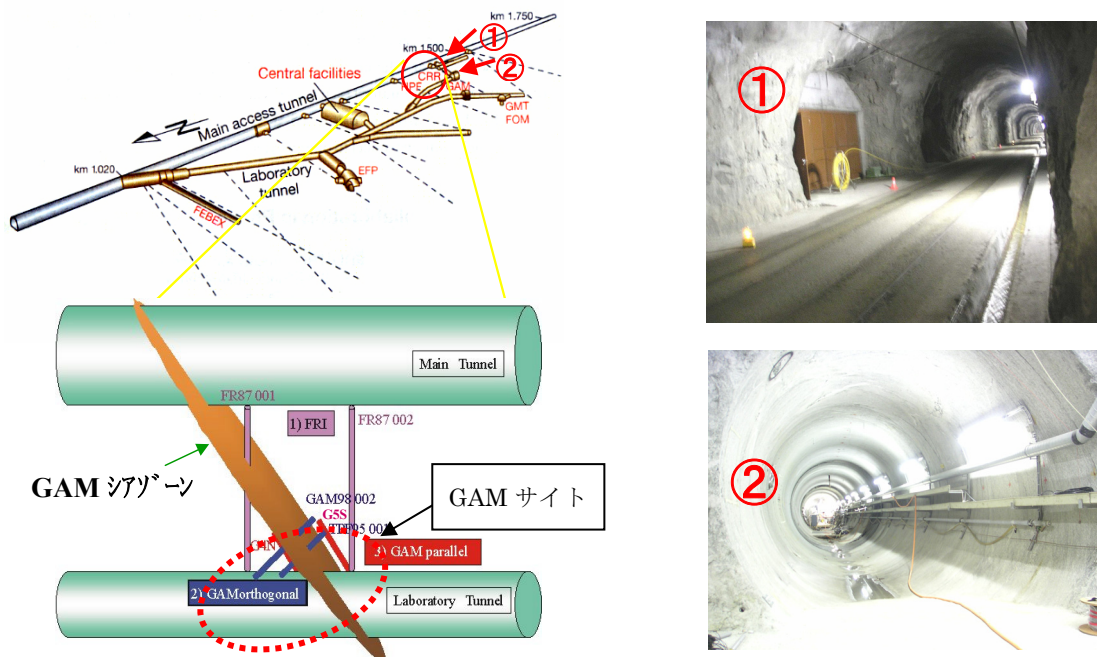 km 1.750
①
km 1.500
②
CRR
GAM
Central facilities
GMT
FOM
Main access tunnel
N
km 1.020
Laboratory
tunnel
EFP
FEBEX
①
Main Tunnel
FR87 001
1) FRI
FR87 002
GAM シアゾーン
GAM98 002
GAM サイト
G5S
3) GAM parallel
2) GAMorthogonal
Laboratory Tunnel
②